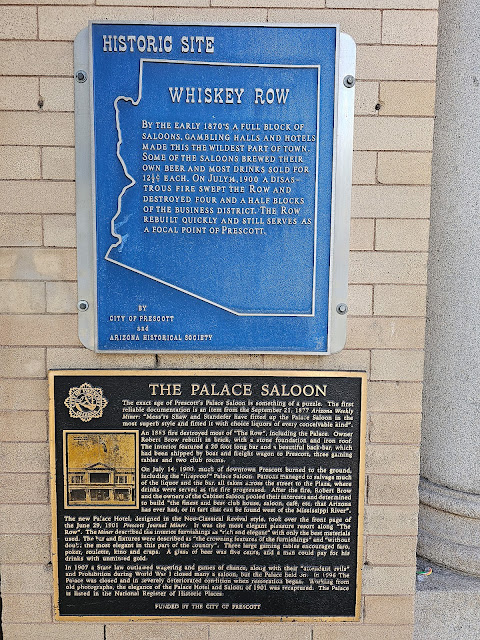 HISTORIC SITE
WHISKEY ROW
BY THE EARLY 1870'S A FULL BLOCK OF
SALOONS, GAMBLING HALLS AND HOTELS
MADE THIS THE WILDEST PART OF TOWN.
SOME OF THE SALOONS BREWED THEIR
OWN BEER AND MOST DRINKS SOLD FOR
12½¢ EACH. ON JULY 14, 1900 A DISAS-
TROUS FIRE SWEPT THE ROW AND
DESTROYED FOUR AND A HALF BLOCKS
OF THE BUSINESS DISTRICT. THE ROW
REBUILT QUICKLY AND STILL SERVES AS
A FOCAL POINT OF PRESCOTT.
BY
CITY OF PRESCOTT
and
ARIZONA HISTORICAL SOCIETY
THE PALACE SALOON
The exact age of Prescott's Palace Saloon is something of a puzzle. The first
reliable documentation is an item from the September 21, 1877 Arizona Weekly
Miner: "Mess'rs Shaw and Standefer have fitted up the Palace Saloon in the
most superb style and fitted it with choice liquors of every conceivable kind".
An 1883 fire destroyed most of "The Row", including the Palace. Owner
Robert Brow rebuilt in brick, with a stone foundation and iron roof.
The interior featured a 20 foot long bar and a beautiful back-bar, which
had been shipped by boat and freight wagon to Prescott, three gaming
tables and two club rooms.
On July 14, 1900, much of downtown Prescott burned to the ground,
including the "fireproof" Palace Saloon. Patrons managed to salvage much
of the liquor and the bar, all taken across the street to the Plaza, where
drinks were served as the fire progressed. After the fire, Robert Brow
and the owners of the Cabinet Saloon pooled their interests and determined
to build "the finest and best club house, saloon, café, etc. that Arizona
has ever had, or in fact that can be found west of the Mississippi River".
The new Palace Hotel, designed in the Neo-Classical Revival style, took over the front page of
the June 29, 1901 Prescott Journal Miner. It was the most elegant pleasure resort along "The
Row". The Miner described the interior furnishings as "rich and elegant" with only the best materials
used. The bar and fixtures were described as "the crowning features of the furnishings" and "without
doubt the most elegant in this part of the country". Three large gaming tables encouraged faro,
poker, roulette, kino and craps. A glass of beer was five cents, and a man could pay for his
drinks with unminted gold.
In 1907 a State law outlawed wagering and games of chance, along with their "attendant evils"
and Prohibition during World War I closed many a saloon, but the Palace held on. In 1996 The
Palace was closed and in severely deteriorated condition when restoration began. Working from
old photographs, the elegance of the Palace Hotel and Saloon of 1901 was recaptured. The Palace
is listed in the National Register of Historic Places.
FUNDED BY THE CITY OF PRESCOTT